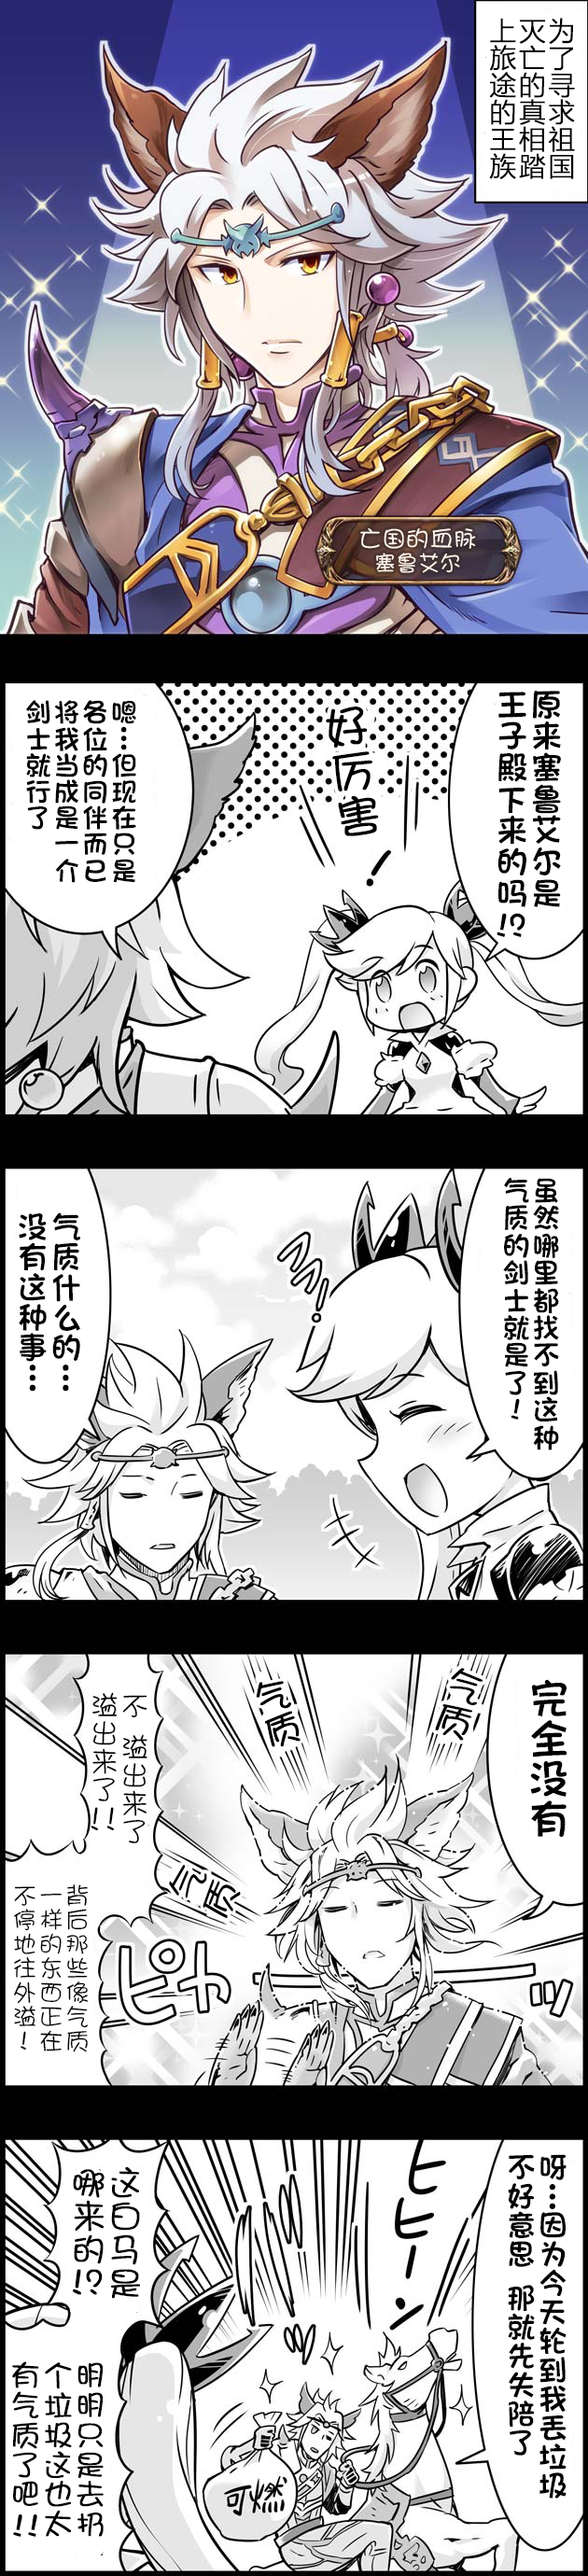 为了寻求祖国
灭亡的真相踏
上旅途的王族
亡国的血脉
塞鲁艾尔
原来塞鲁艾尔是
王子殿下来的吗!?
好厉害
！
嗯…但现在只是
各位的同伴而已
将我当成是一介
剑士就行了
虽然哪里都找不到这种
气质的剑士就是了！
气质什么的…
没有这种事…
完全没有
气质
气质
气质
不 溢出来了
溢出来了!!
背后那些像气质
一样的东西正在
不停地往外溢！
ピカ
ッ
呀…因为今天轮到我丢垃圾
不好意思 那就先失陪了
ヒヒーン
这白马是
哪来的!?
可燃
明明只是去扔
个垃圾这也太
有气质了吧!!